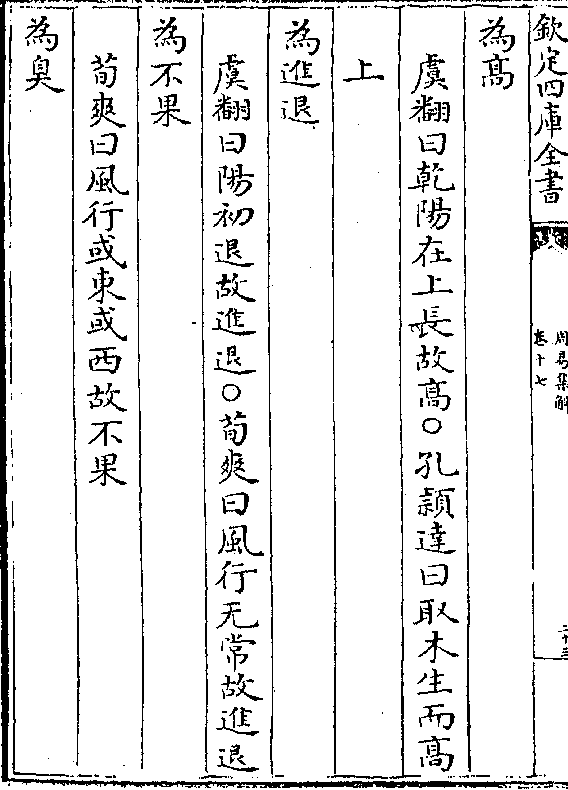 欽定四庫全書
周易集解
卷十七
為高
虞翻曰乾陽在上長故高○孔穎達曰取木生而高
上
為進退
虞翻曰陽初退故進退○荀爽曰風行无常故進退
為不果
荀爽曰風行或東或西故不果
為臭